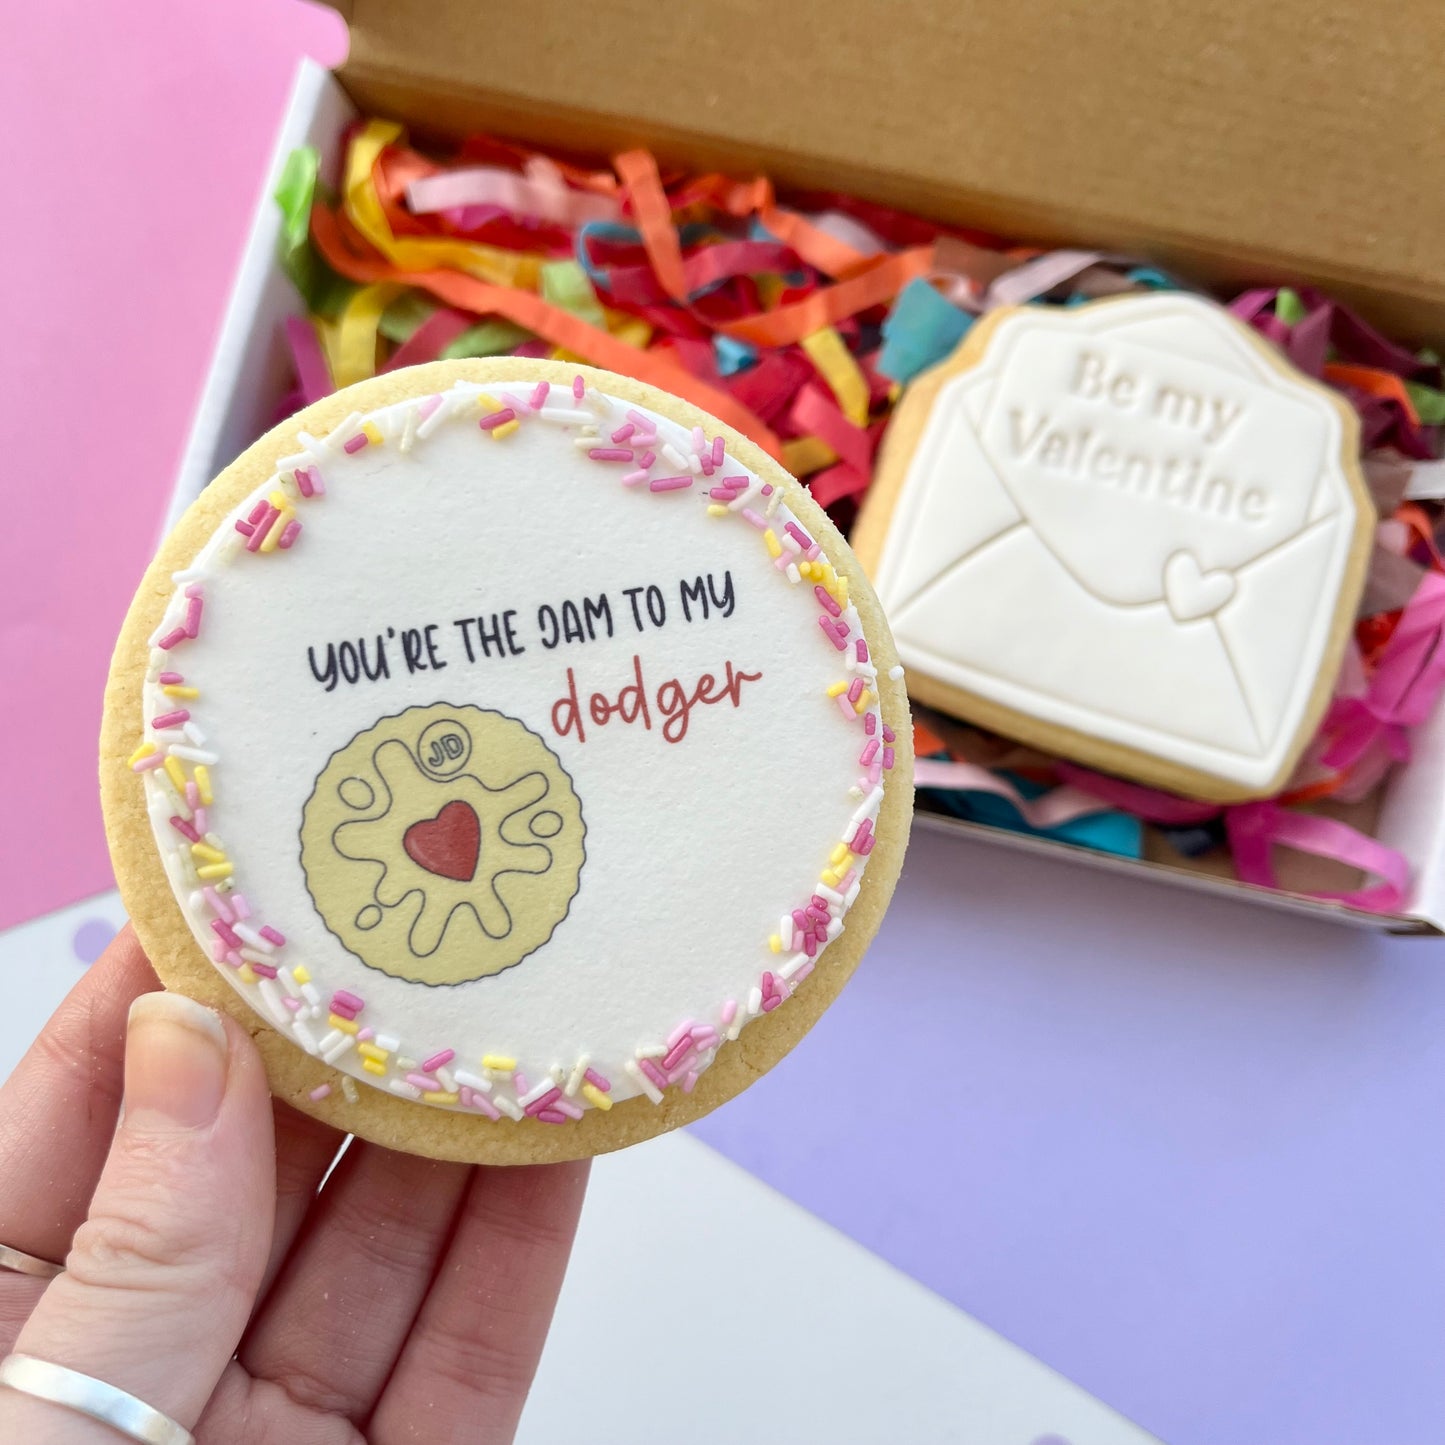 YOU'RE THE JAM TO MY
dodger
JD
Be my
Valentine